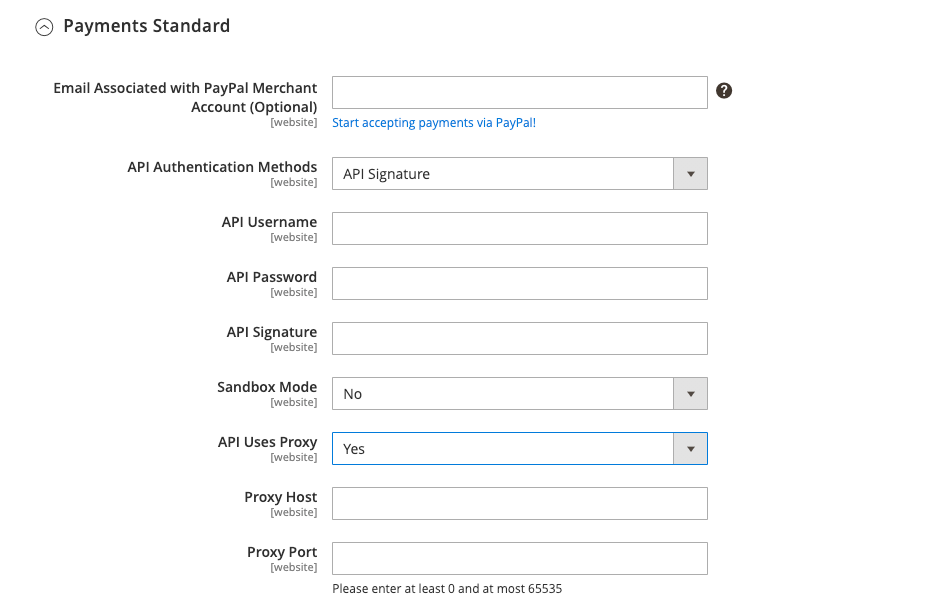 Payments Standard
Email Associated with PayPal Merchant
Account (Optional)
[website]
?
Start accepting payments via PayPal!
API Authentication Methods
[website]
API Signature
API Username
[website]
API Password
[website]
API Signature
[website]
Sandbox Mode
[website]
No
API Uses Proxy
[website]
Yes
Proxy Host
[website]
Proxy Port
[website]
Please enter at least 0 and at most 65535